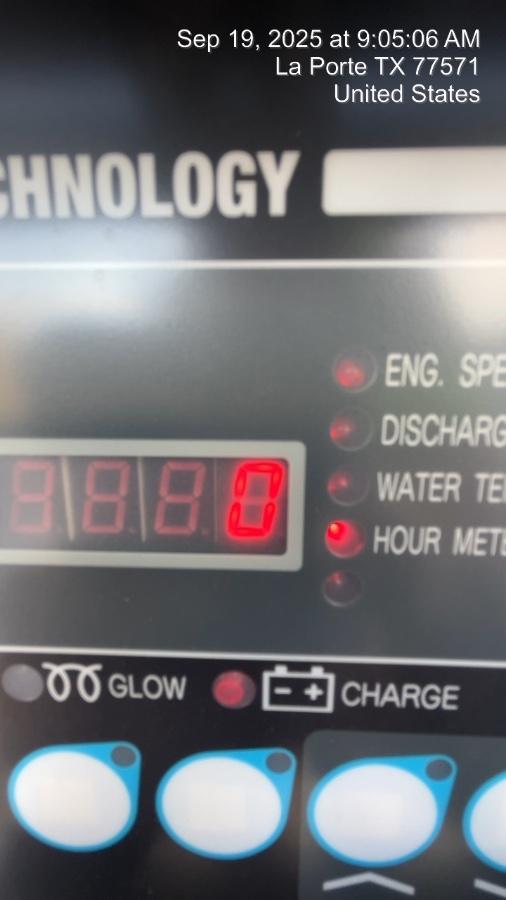 Sep 19, 2025 at 9:05:06 AM
La Porte TX 77571
United States
CHNOLOGY
ENG. SPE
DISCHARG
WATER TE
0
HOUR METE
GLOW
- +
CHARGE